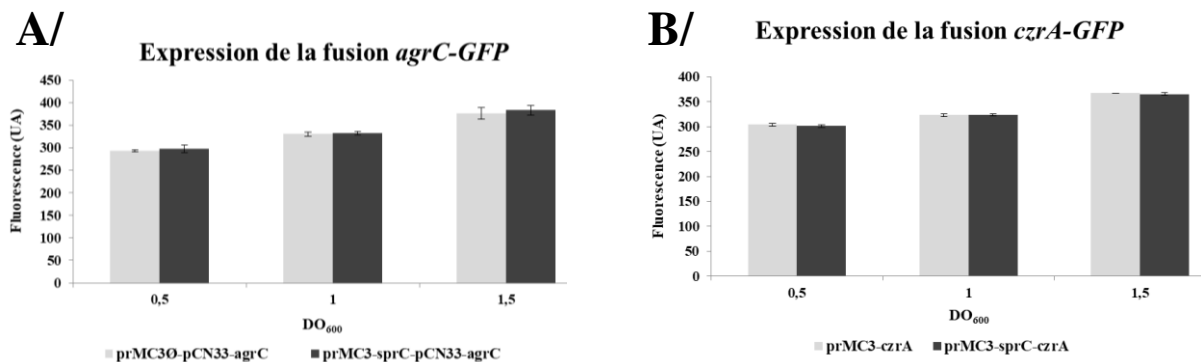 A/
Expression de la fusion agrC-GFP
Fluorescence (UA)
450
400
350
300
250
200
150
100
50
0
0,5
1
1,5
DO600
prMC3Ø-pCN33-agrC
prMC3-sprC-pCN33-agrC
B/
Expression de la fusion czrA-GFP
Fluorescence (UA)
400
350
300
250
200
150
100
50
0
0,5
1
1,5
DO600
prMC3-czrA
prMC3-sprC-czrA